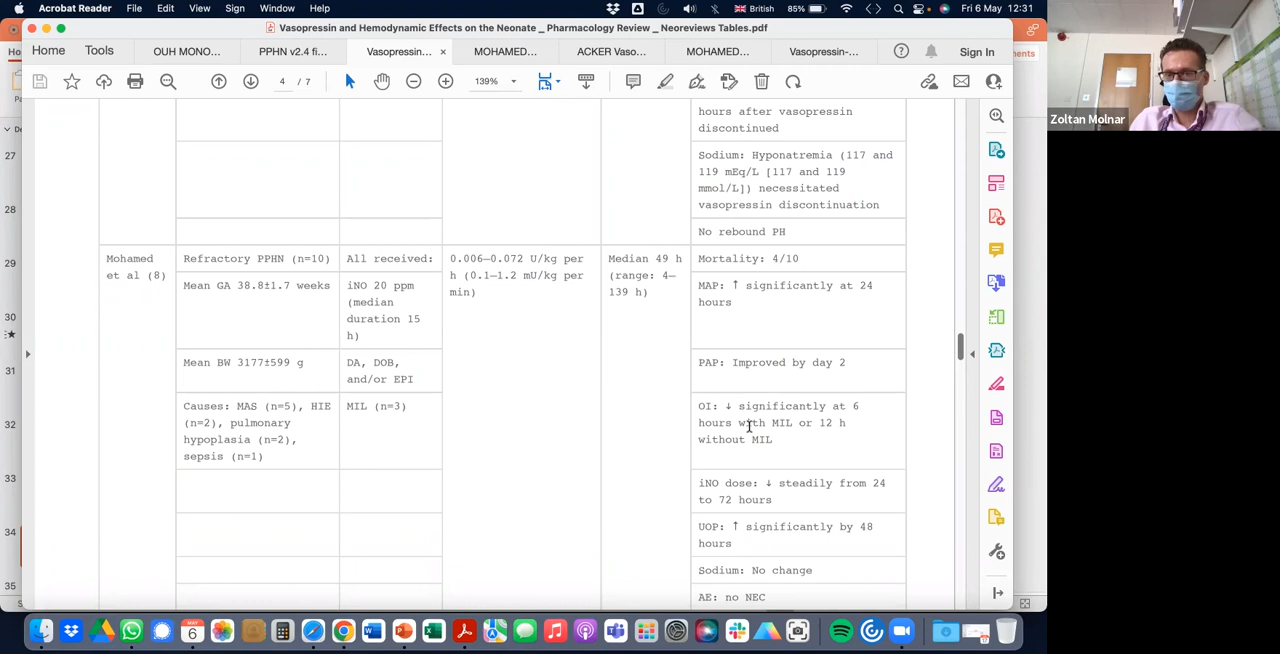 Acrobat Reader File Edit View Sign Window Help
British 85% Fri 6 May 12:31
Vasopressin and Hemodynamic Effects on the Neonate _ Pharmacology Review _ Neoreviews Tables.pdf
Home Tools OUH MONO... PPHN v2.4 fi... Vasopressin... × MOHAMED... ACKER Vaso... MOHAMED... Vasopressin-... Sign In
4 / 7 139%
hours after vasopressin
discontinued
Sodium: Hyponatremia (117 and
119 mEq/L [117 and 119
mmol/L]) necessitated
vasopressin discontinuation
No rebound PH
Mohamed
et al (8)
Refractory PPHN (n=10)
Mean GA 38.8±1.7 weeks
Mean BW 3177±599 g
Causes: MAS (n=5), HIE
(n=2), pulmonary
hypoplasia (n=2),
sepsis (n=1)
All received:
iNO 20 ppm
(median
duration 15
h)
DA, DOB,
and/or EPI
MIL (n=3)
0.006–0.072 U/kg per
h (0.1–1.2 mU/kg per
min)
Median 49 h
(range: 4–
139 h)
Mortality: 4/10
MAP: ↑ significantly at 24
hours
PAP: Improved by day 2
OI: ↓ significantly at 6
hours with MIL or 12 h
without MIL
iNO dose: ↓ steadily from 24
to 72 hours
UOP: ↑ significantly by 48
hours
Sodium: No change
AE: no NEC
27
28
29
30
31
32
33
34
35
Zoltan Molnar
MAY
6